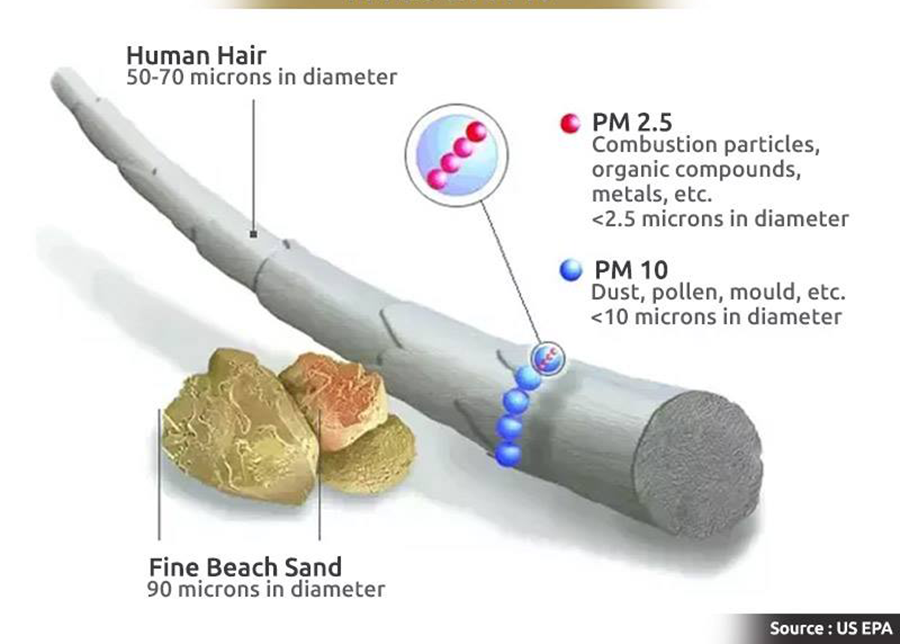 Human Hair
50-70 microns in diameter
PM 2.5
Combustion particles,
organic compounds,
metals, etc.
<2.5 microns in diameter
PM 10
Dust, pollen, mould, etc.
<10 microns in diameter
Fine Beach Sand
90 microns in diameter
Source : US EPA